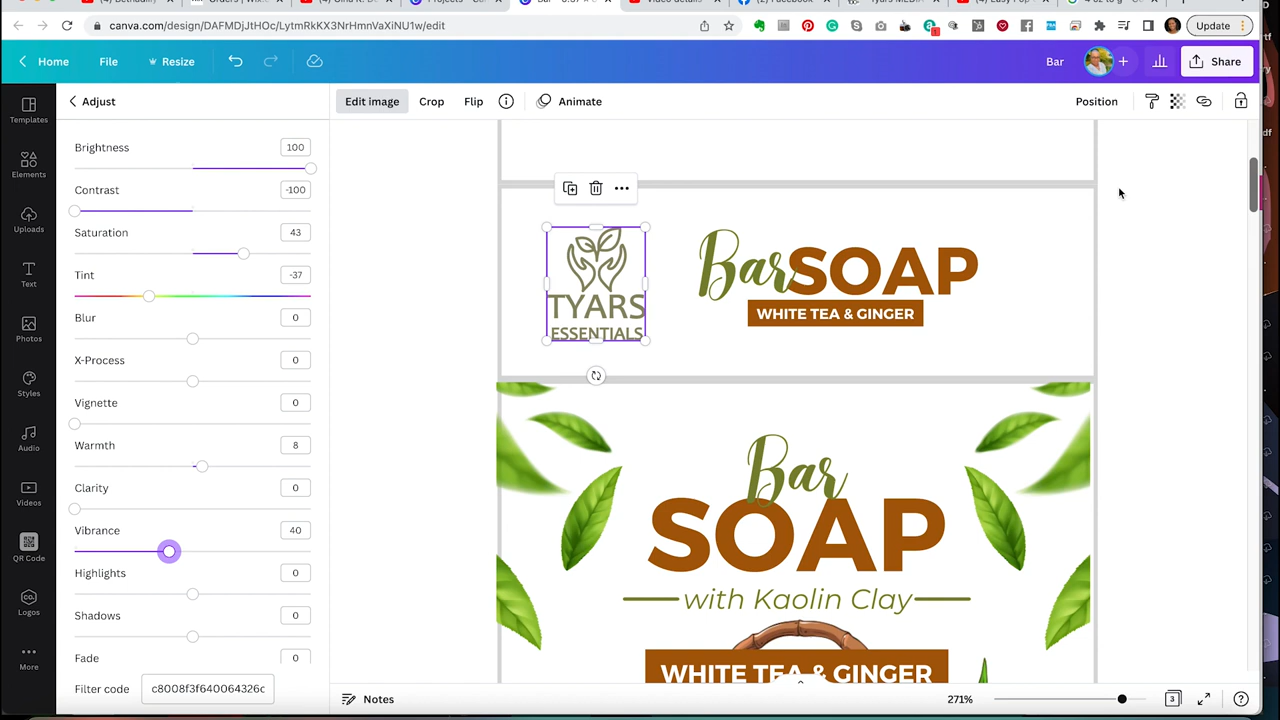 canva.com/design/DAFMDjJtHOc/LytmRkKX3NrHmnVaXiNU1w/edit
Update
Home
File
Resize
Bar
Share
Templates
Elements
Uploads
Text
Photos
Styles
Audio
Videos
QR Code
Logos
More
Adjust
Brightness 100
Contrast -100
Saturation 43
Tint -37
Blur 0
X-Process 0
Vignette 0
Warmth 8
Clarity 0
Vibrance 40
Highlights 0
Shadows 0
Fade 0
Filter code c8008f3f640064326c
Edit image
Crop
Flip
Animate
Position
TYARS
ESSENTIALS
Bar SOAP
WHITE TEA & GINGER
Bar
SOAP
with Kaolin Clay
WHITE TEA & GINGER
Notes
271%
3